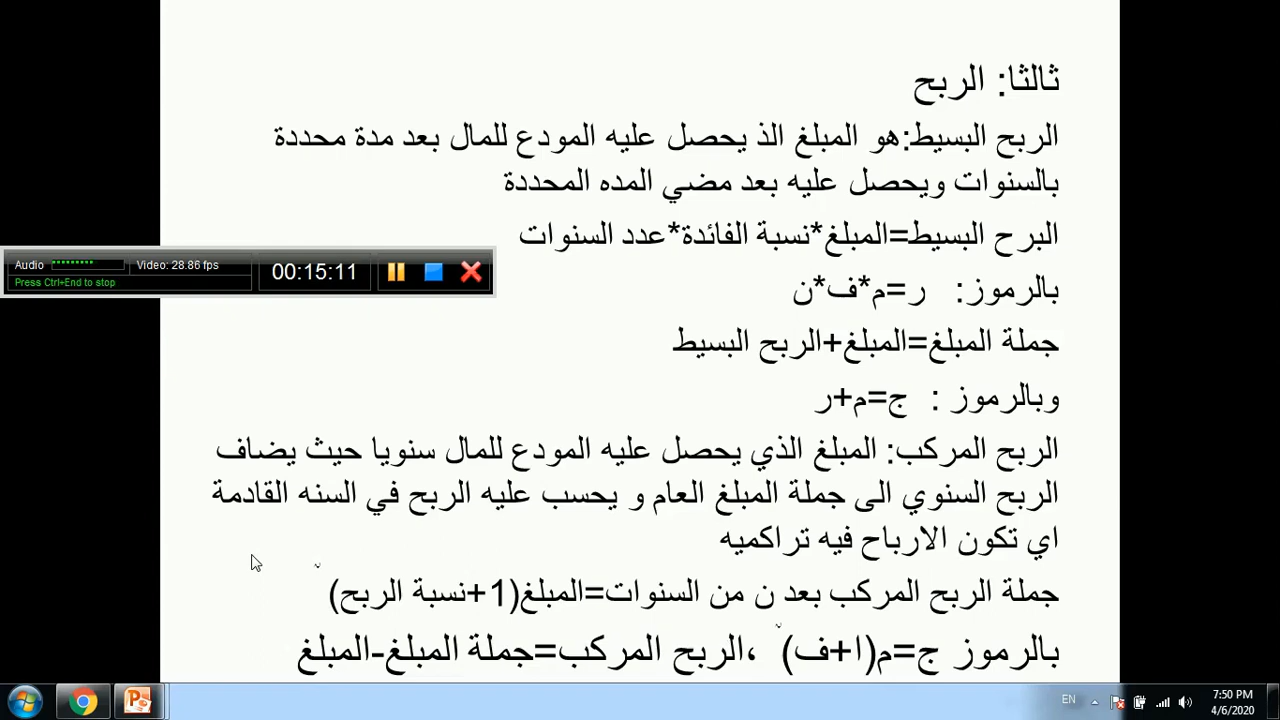 ثالثا: الربح
الربح البسيط:هو المبلغ الذ يحصل عليه المودع للمال بعد مدة محددة
بالسنوات ويحصل عليه بعد مضي المده المحددة
البرح البسيط=المبلغ*نسبة الفائدة*عدد السنوات
Audio
Video: 28.86 fps
00:15:11
Press Ctrl+End to stop
بالرموز: ر=م*ف*ن
جملة المبلغ=المبلغ+الربح البسيط
وبالرموز : ج=م+ر
الربح المركب: المبلغ الذي يحصل عليه المودع للمال سنويا حيث يضاف
الربح السنوي الى جملة المبلغ العام و يحسب عليه الربح في السنه القادمة
اي تكون الارباح فيه تراكميه
جملة الربح المركب بعد ن من السنوات=المبلغ(1+نسبة الربح)
بالرموز ج=م(ا+ف) ،الربح المركب=جملة المبلغ-المبلغ
EN
7:50 PM
4/6/2020